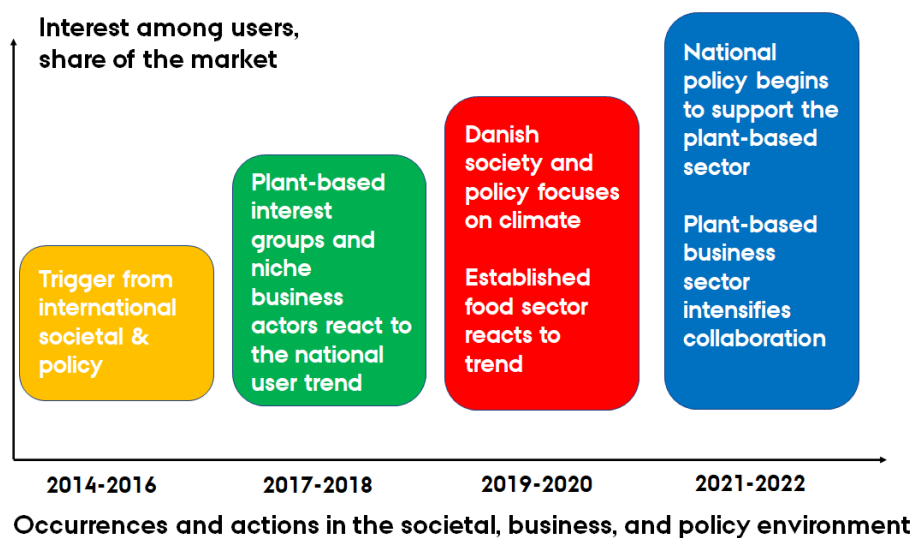 Interest among users,
share of the market
Trigger from
international
societal &
policy
Plant-based
interest
groups and
niche
business
actors react to
the national
user trend
Danish
society and
policy focuses
on climate
Established
food sector
reacts to
trend
National
policy begins
to support the
plant-based
sector
Plant-based
business
sector
intensifies
collaboration
2014-2016
2017-2018
2019-2020
2021-2022
Occurrences and actions in the societal, business, and policy environment